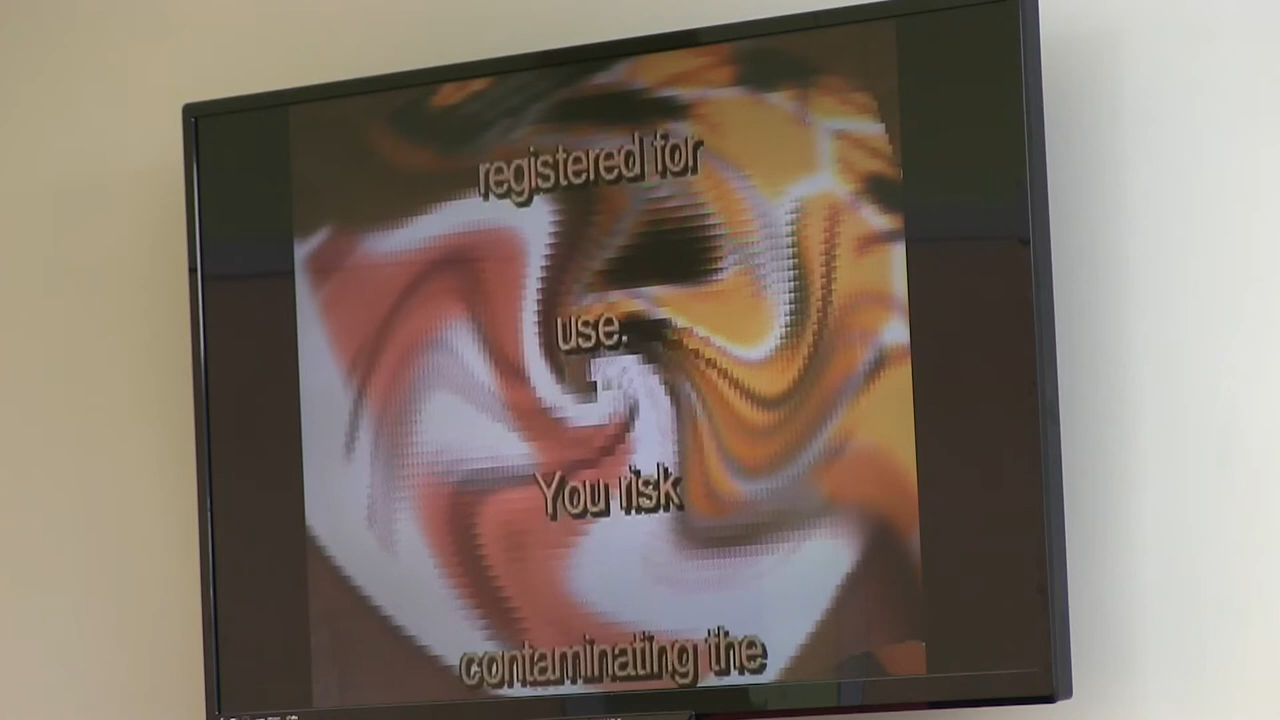 registered for
use.
You risk
contaminating the